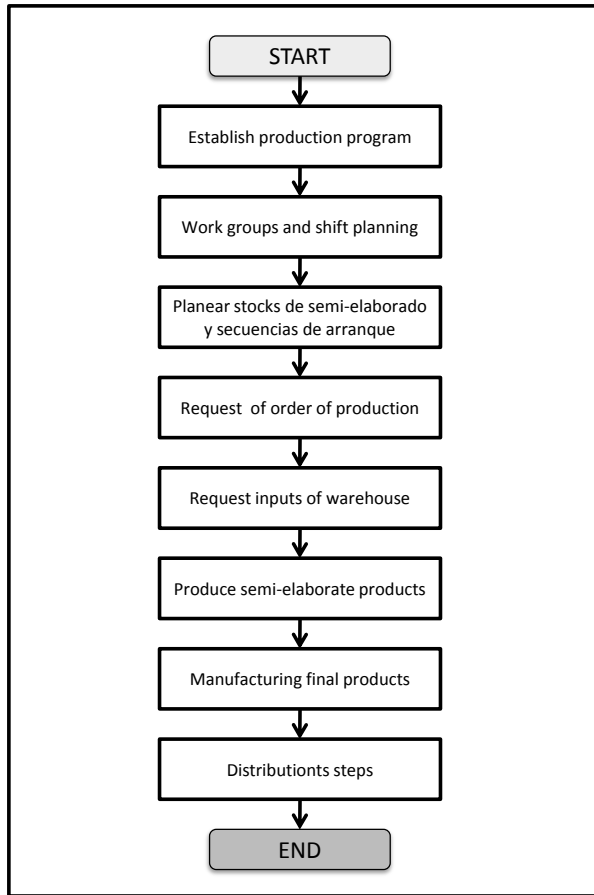 START
Establish production program
Work groups and shift planning
Planear stocks de semi-elaborado
y secuencias de arranque
Request of order of production
Request inputs of warehouse
Produce semi-elaborate products
Manufacturing final products
Distributionts steps
END